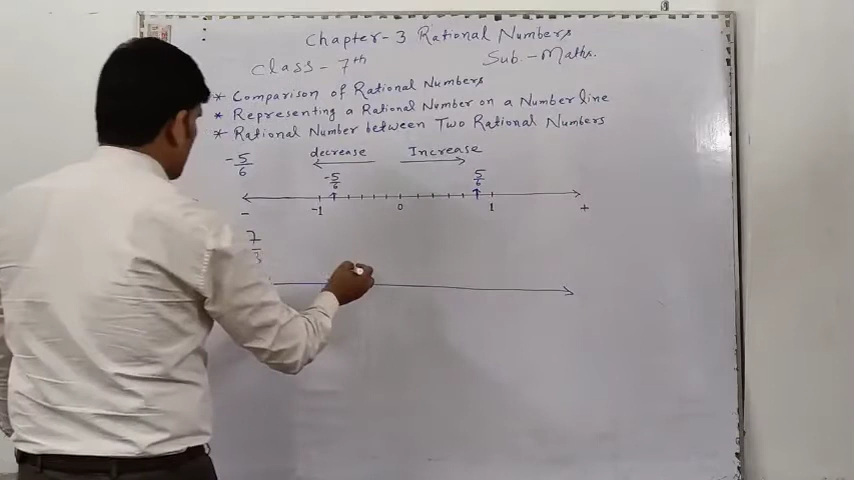 Chapter-3 Rational Numbers
Class-7th Sub.-Maths.
* Comparison of Rational Numbers
* Representing a Rational Number on a Number line
* Rational Number between Two Rational Numbers
-5/6 decrease Increase
-5/6 5/6
- -1 0 1 +
7/3